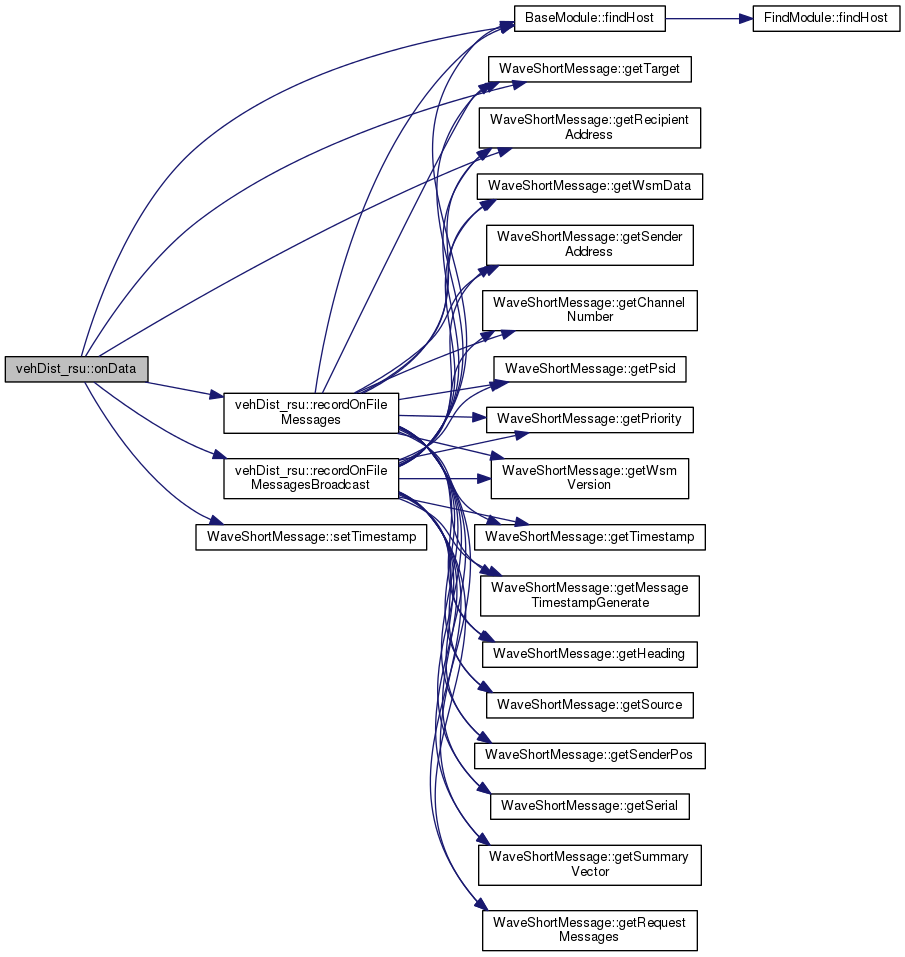 BaseModule::findHost
FindModule::findHost
WaveShortMessage::getTarget
WaveShortMessage::getRecipient
Address
WaveShortMessage::getWsmData
WaveShortMessage::getSender
Address
WaveShortMessage::getChannel
Number
vehDist_rsu::onData
WaveShortMessage::getPsid
vehDist_rsu::recordOnFile
Messages
WaveShortMessage::getPriority
vehDist_rsu::recordOnFile
MessagesBroadcast
WaveShortMessage::getWsm
Version
WaveShortMessage::setTimestamp
WaveShortMessage::getTimestamp
WaveShortMessage::getMessage
TimestampGenerate
WaveShortMessage::getHeading
WaveShortMessage::getSource
WaveShortMessage::getSenderPos
WaveShortMessage::getSerial
WaveShortMessage::getSummary
Vector
WaveShortMessage::getRequest
Messages